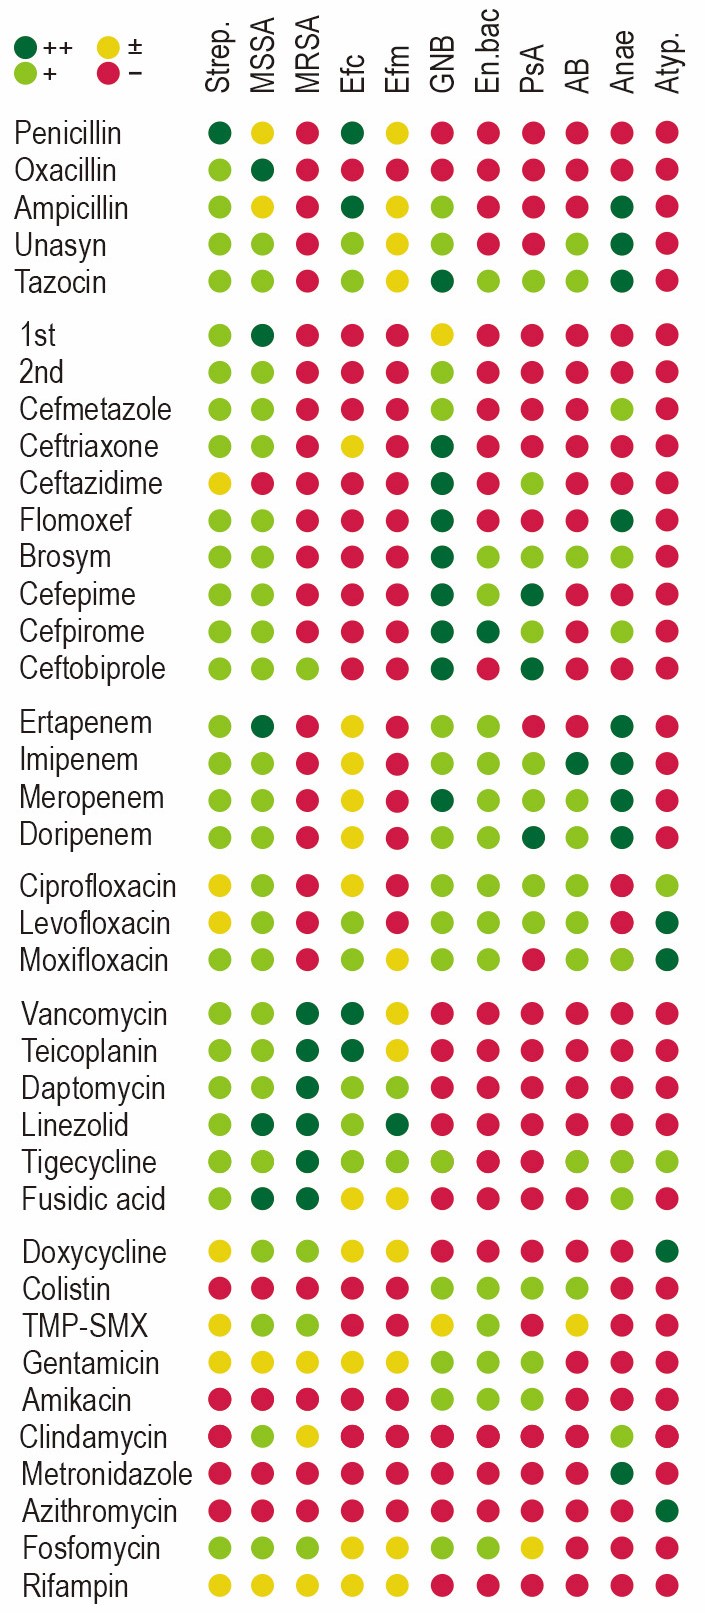 ++ ±
+ −
Strep. MSSA MRSA Efc Efm GNB En.bac PsA AB Anae Atyp.
Penicillin
Oxacillin
Ampicillin
Unasyn
Tazocin
1st
2nd
Cefmetazole
Ceftriaxone
Ceftazidime
Flomoxef
Brosym
Cefepime
Cefpirome
Ceftobiprole
Ertapenem
Imipenem
Meropenem
Doripenem
Ciprofloxacin
Levofloxacin
Moxifloxacin
Vancomycin
Teicoplanin
Daptomycin
Linezolid
Tigecycline
Fusidic acid
Doxycycline
Colistin
TMP-SMX
Gentamicin
Amikacin
Clindamycin
Metronidazole
Azithromycin
Fosfomycin
Rifampin